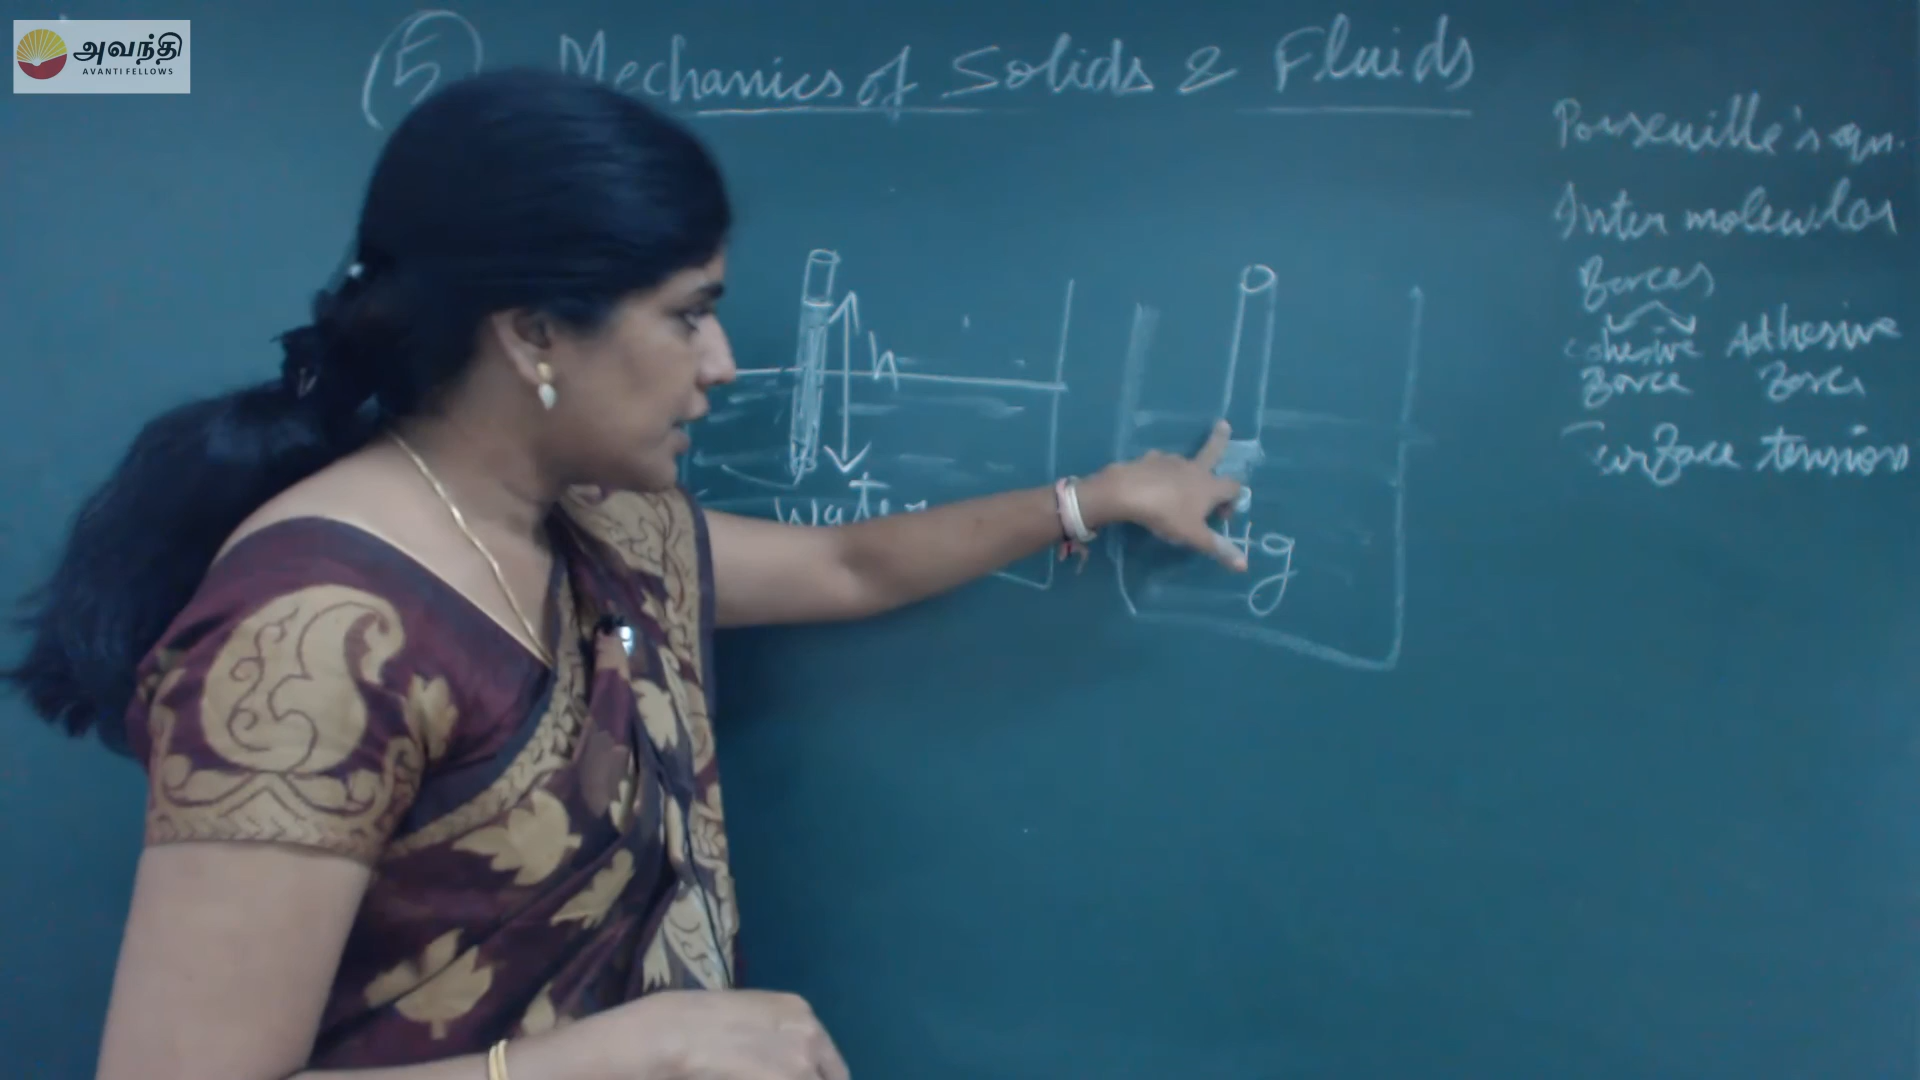 அவந்தி
AVANTI FELLOWS
5 Mechanics of Solids & Fluids
Poiseuille's eqn.
Inter molecular
Forces
Cohesive Adhesive
Force Force
Surface tension
h
Water
Hg